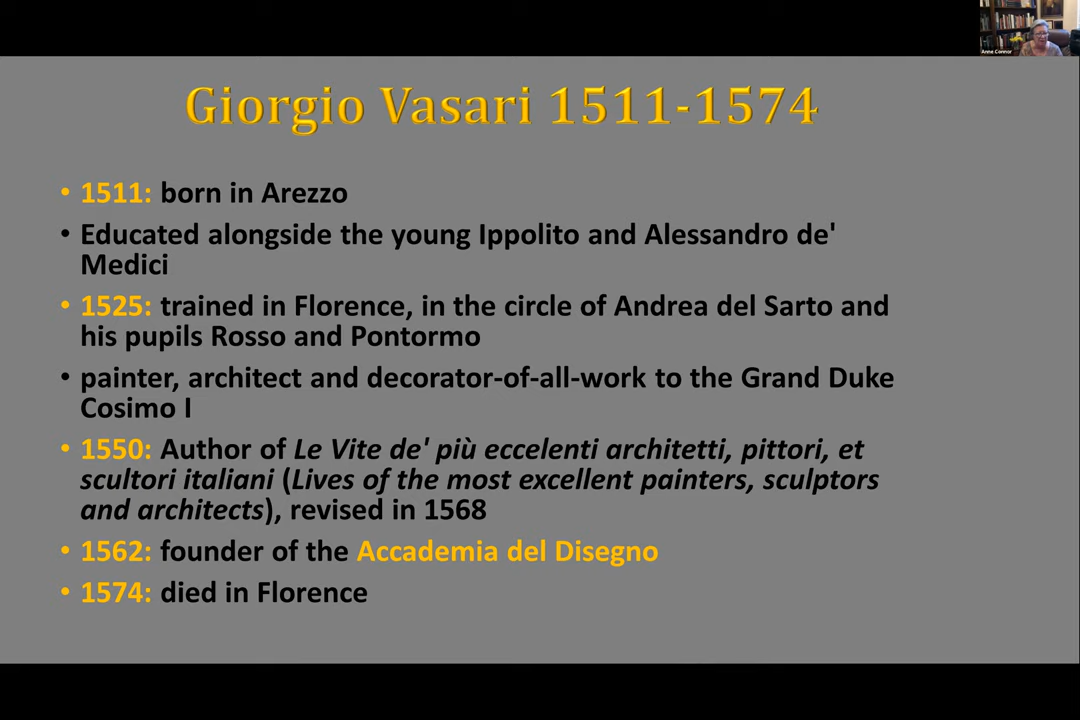 Anne Connor
Giorgio Vasari 1511-1574
• 1511: born in Arezzo
• Educated alongside the young Ippolito and Alessandro de'
Medici
• 1525: trained in Florence, in the circle of Andrea del Sarto and
his pupils Rosso and Pontormo
• painter, architect and decorator-of-all-work to the Grand Duke
Cosimo I
• 1550: Author of Le Vite de' più eccelenti architetti, pittori, et
scultori italiani (Lives of the most excellent painters, sculptors
and architects), revised in 1568
• 1562: founder of the Accademia del Disegno
• 1574: died in Florence